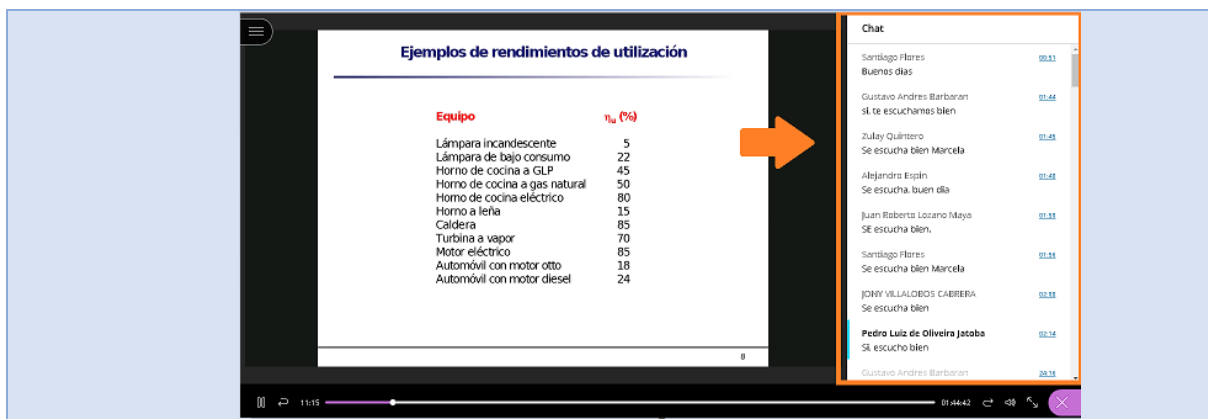 Ejemplos de rendimientos de utilización
Equipo ηu (%)
Lámpara incandescente 5
Lámpara de bajo consumo 22
Horno de cocina a GLP 45
Horno de cocina a gas natural 50
Horno de cocina eléctrico 80
Horno a leña 15
Caldera 85
Turbina a vapor 70
Motor eléctrico 85
Automóvil con motor otto 18
Automóvil con motor diesel 24
8
Chat
Santiago Flores 00:51
Buenos dias
Gustavo Andres Barbaran 01:44
si, te escuchamos bien
Zulay Quintero 01:45
Se escucha bien Marcela
Alejandro Espin 01:48
Se escucha, buen día
Juan Roberto Lozano Maya 01:53
SE escucha bien.
Santiago Flores 01:56
Se escucha bien Marcela
JONY VILLALOBOS CABRERA
Se escucha bien
Pedro Luiz de Oliveira Jatoba 02:14
Sí, escucho bien
Gustavo Andres Barbaran 24:16
11:15
01:44:42